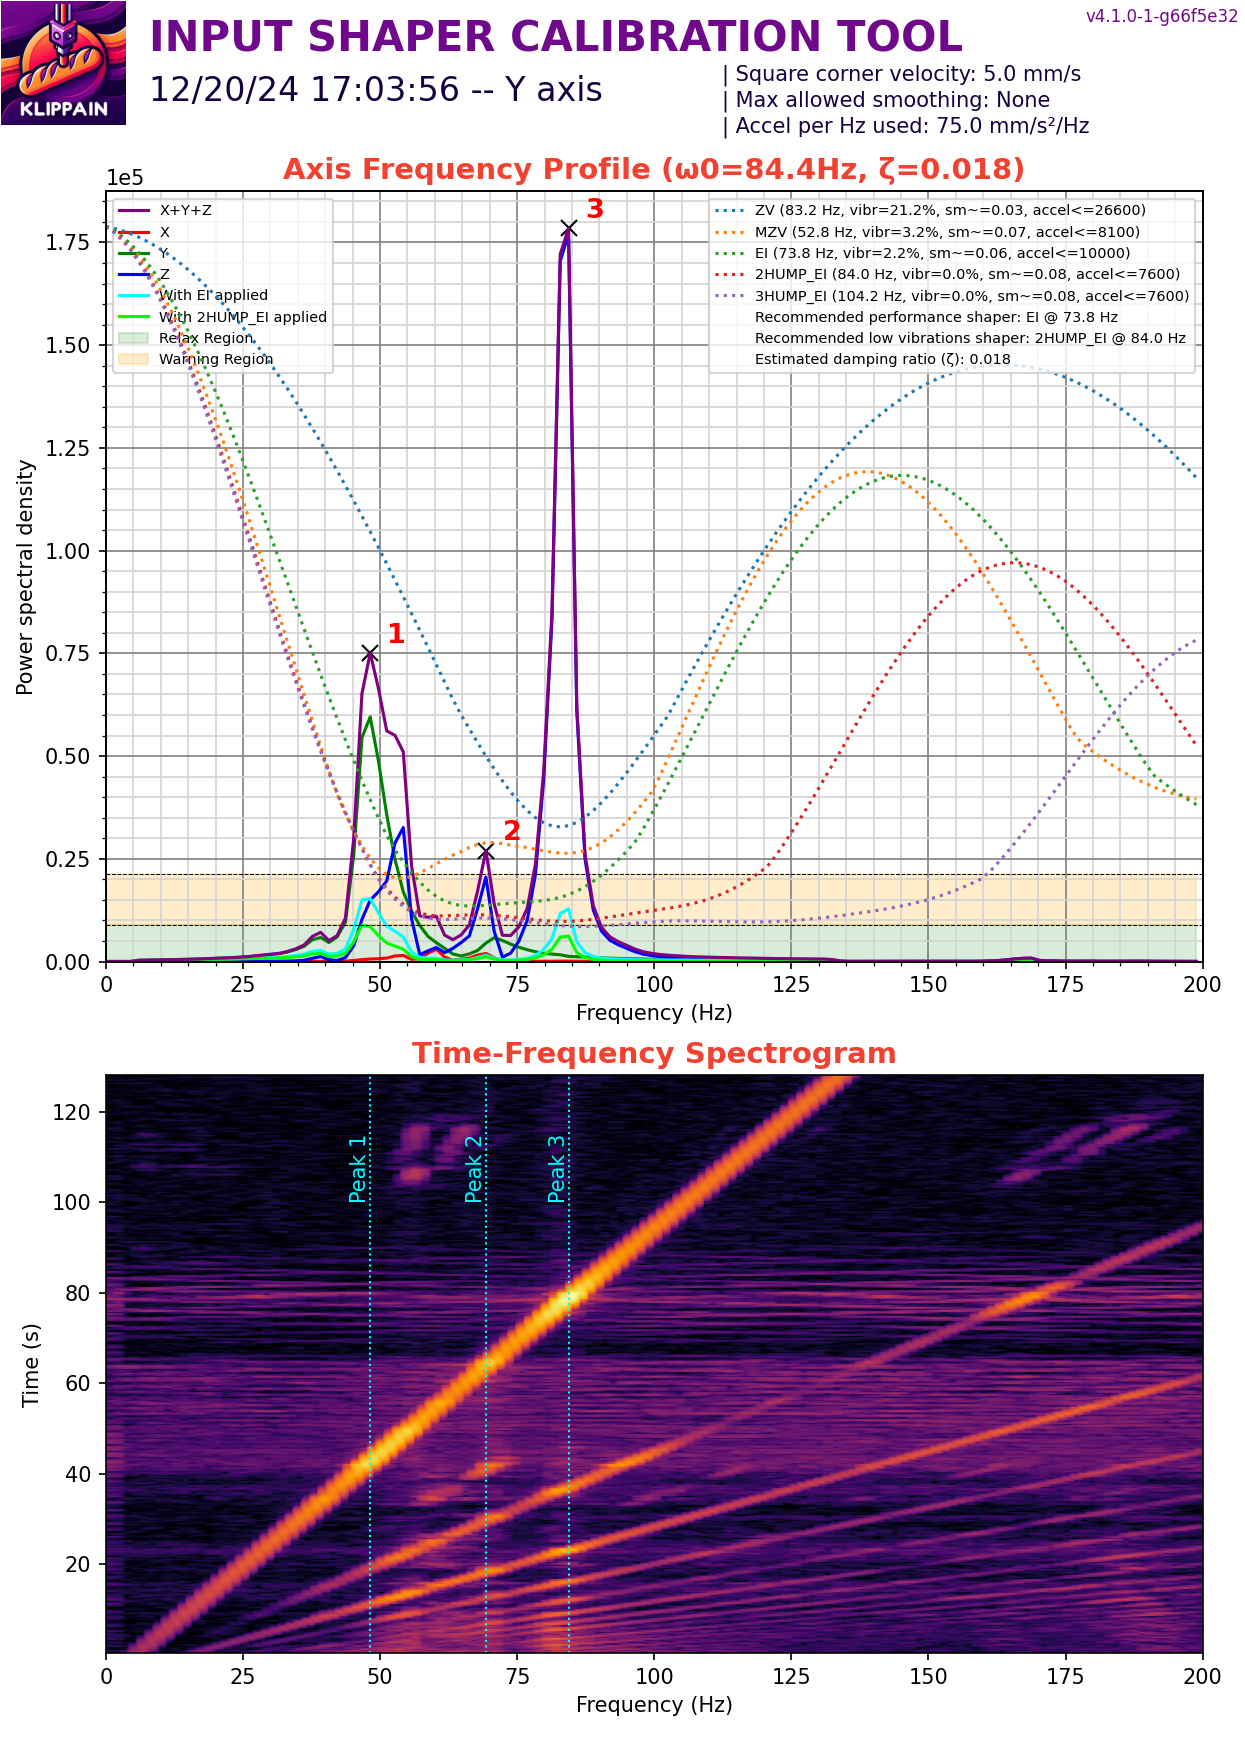 v4.1.0-1-g66f5e32
INPUT SHAPER CALIBRATION TOOL
12/20/24 17:03:56 -- Y axis
| Square corner velocity: 5.0 mm/s
| Max allowed smoothing: None
| Accel per Hz used: 75.0 mm/s²/Hz
KLIPPAIN
Axis Frequency Profile (ω0=84.4Hz, ζ=0.018)
1e5
X+Y+Z
X
Y
Z
With EI applied
With 2HUMP_EI applied
Relax Region
Warning Region
ZV (83.2 Hz, vibr=21.2%, sm~=0.03, accel<=26600)
MZV (52.8 Hz, vibr=3.2%, sm~=0.07, accel<=8100)
EI (73.8 Hz, vibr=2.2%, sm~=0.06, accel<=10000)
2HUMP_EI (84.0 Hz, vibr=0.0%, sm~=0.08, accel<=7600)
3HUMP_EI (104.2 Hz, vibr=0.0%, sm~=0.08, accel<=7600)
Recommended performance shaper: EI @ 73.8 Hz
Recommended low vibrations shaper: 2HUMP_EI @ 84.0 Hz
Estimated damping ratio (ζ): 0.018
3
1
2
Power spectral density
1.75
1.50
1.25
1.00
0.75
0.50
0.25
0.00
0 25 50 75 100 125 150 175 200
Frequency (Hz)
Time-Frequency Spectrogram
Time (s)
120
100
80
60
40
20
Peak 1
Peak 2
Peak 3
0 25 50 75 100 125 150 175 200
Frequency (Hz)